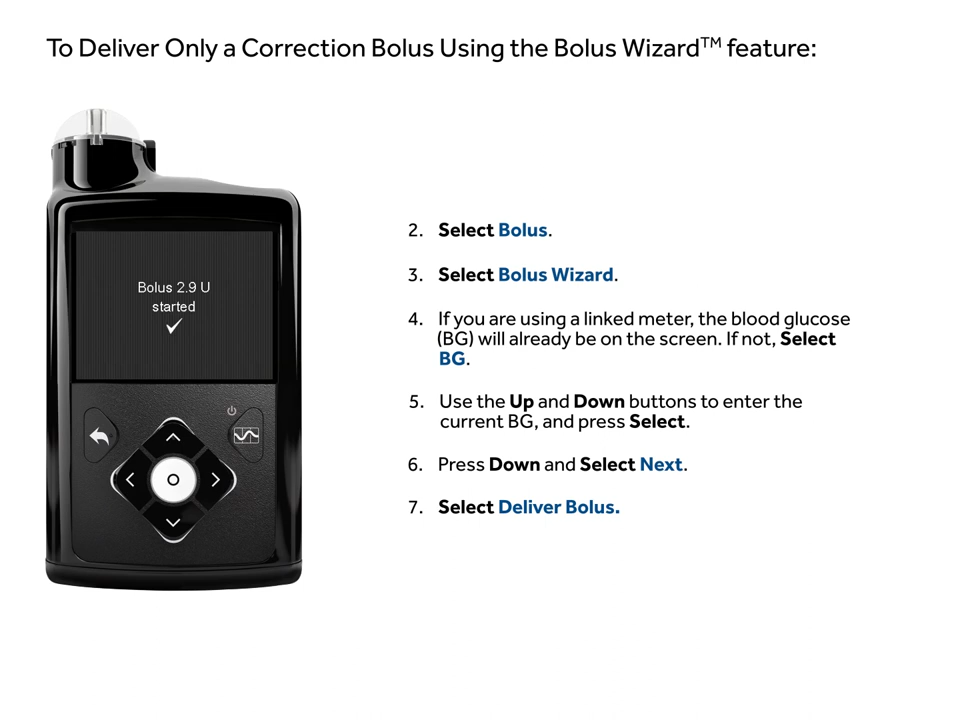 To Deliver Only a Correction Bolus Using the Bolus Wizard™ feature:
Bolus 2.9 U
started
2. Select Bolus.
3. Select Bolus Wizard.
4. If you are using a linked meter, the blood glucose
(BG) will already be on the screen. If not, Select
BG.
5. Use the Up and Down buttons to enter the
current BG, and press Select.
6. Press Down and Select Next.
7. Select Deliver Bolus.